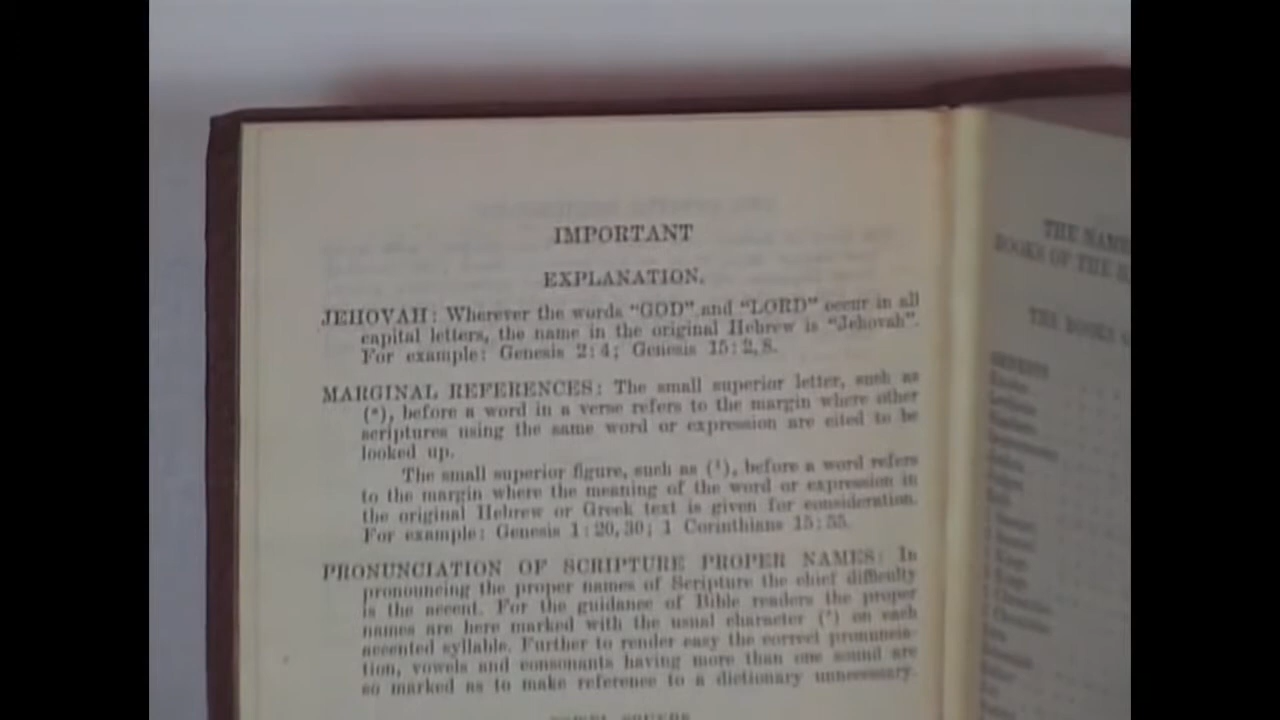 IMPORTANT
EXPLANATION.
JEHOVAH: Wherever the words “GOD” and “LORD” occur in all
capital letters, the name in the original Hebrew is “Jehovah”.
For example: Genesis 2:4; Genesis 15:2,8.
MARGINAL REFERENCES: The small superior letter, such as
(ᵃ), before a word in a verse refers to the margin where other
scriptures using the same word or expression are cited to be
looked up.
The small superior figure, such as (¹), before a word refers
to the margin where the meaning of the word or expression in
the original Hebrew or Greek text is given for consideration.
For example: Genesis 1:20,30; 1 Corinthians 15:55.
PRONUNCIATION OF SCRIPTURE PROPER NAMES: In
pronouncing the proper names of Scripture the chief difficulty
is the accent. For the guidance of Bible readers the proper
names are here marked with the usual character (′) on each
accented syllable. Further to render easy the correct pronuncia-
tion, vowels and consonants having more than one sound are
so marked as to make reference to a dictionary unnecessary.
THE
BOOKS OF THE
THE BOOKS
GENESIS
Exodus